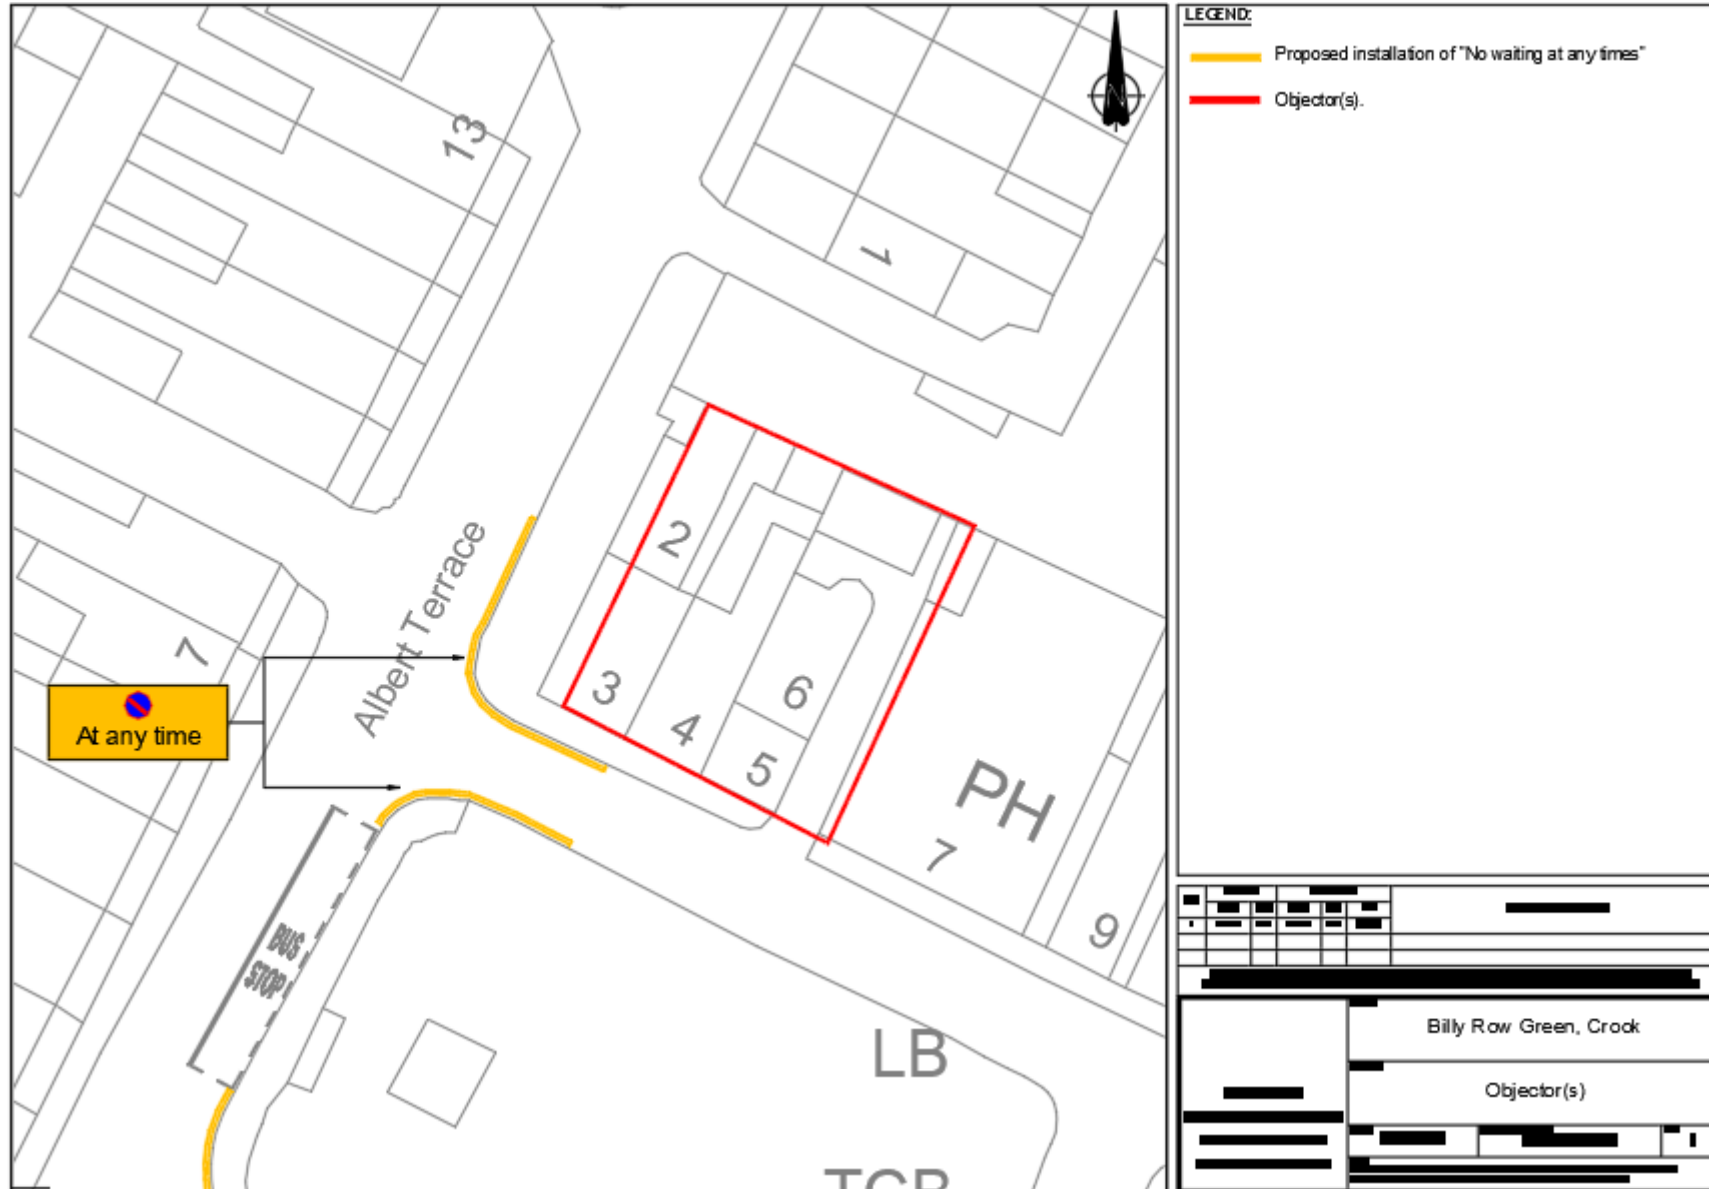 LEGEND:
Proposed installation of "No waiting at any times"
Objector(s).
N
13
1
2
Albert Terrace
7
3
6
4
5
At any time
PH
7
9
BUS
STOP
LB
TCB
Billy Row Green, Crook
Objector(s)